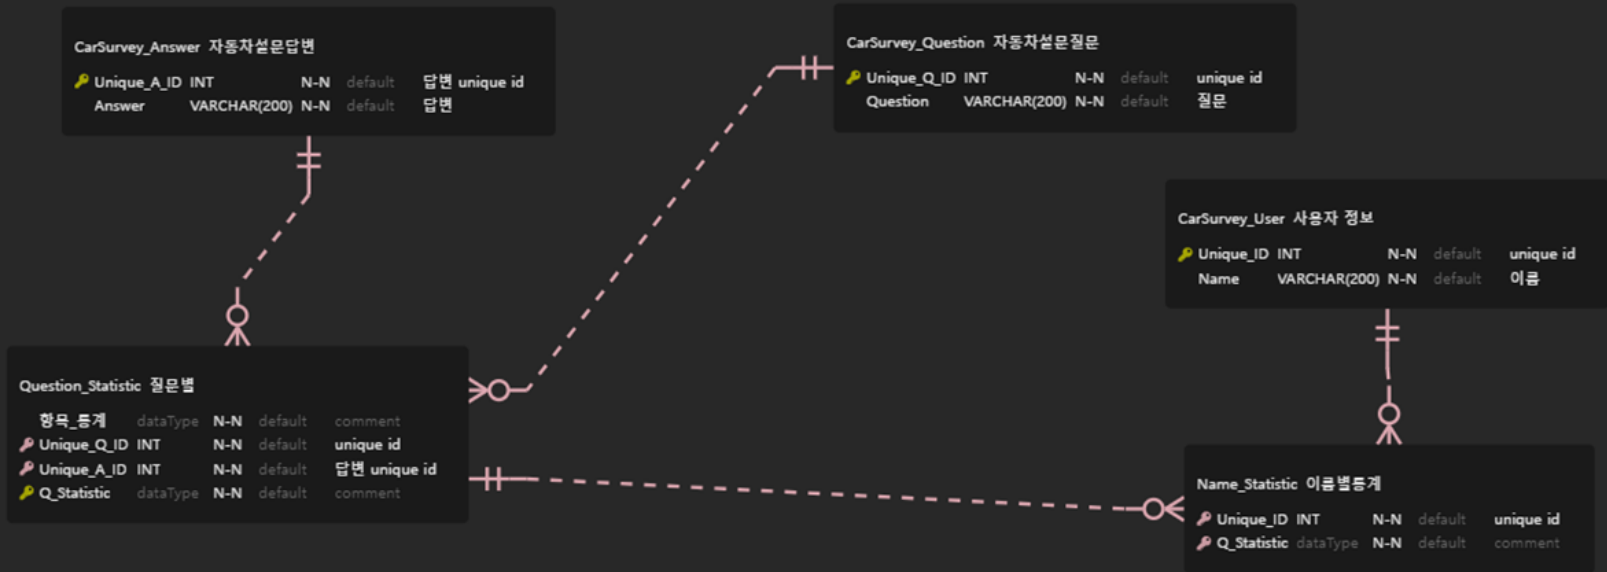 CarSurvey_Answer 자동차설문답변
Unique_A_ID INT N-N default 답변 unique id
Answer VARCHAR(200) N-N default 답변
CarSurvey_Question 자동차설문질문
Unique_Q_ID INT N-N default unique id
Question VARCHAR(200) N-N default 질문
CarSurvey_User 사용자 정보
Unique_ID INT N-N default unique id
Name VARCHAR(200) N-N default 이름
Question_Statistic 질문별
항목_통계 dataType N-N default comment
Unique_Q_ID INT N-N default unique id
Unique_A_ID INT N-N default 답변 unique id
Q_Statistic dataType N-N default comment
Name_Statistic 이름별통계
Unique_ID INT N-N default unique id
Q_Statistic dataType N-N default comment